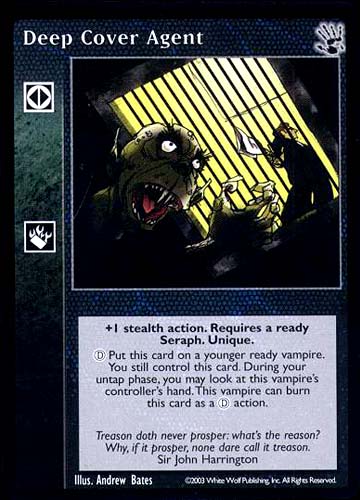 Deep Cover Agent
+1 stealth action. Requires a ready
Seraph. Unique.
Ⓓ Put this card on a younger ready vampire.
You still control this card. During your
untap phase, you may look at this vampire's
controller's hand. This vampire can burn
this card as a Ⓓ action.
Treason doth never prosper: what's the reason?
Why, if it prosper, none dare call it treason.
Sir John Harrington
Illus. Andrew Bates ©2003 White Wolf Publishing, Inc. All Rights Reserved.